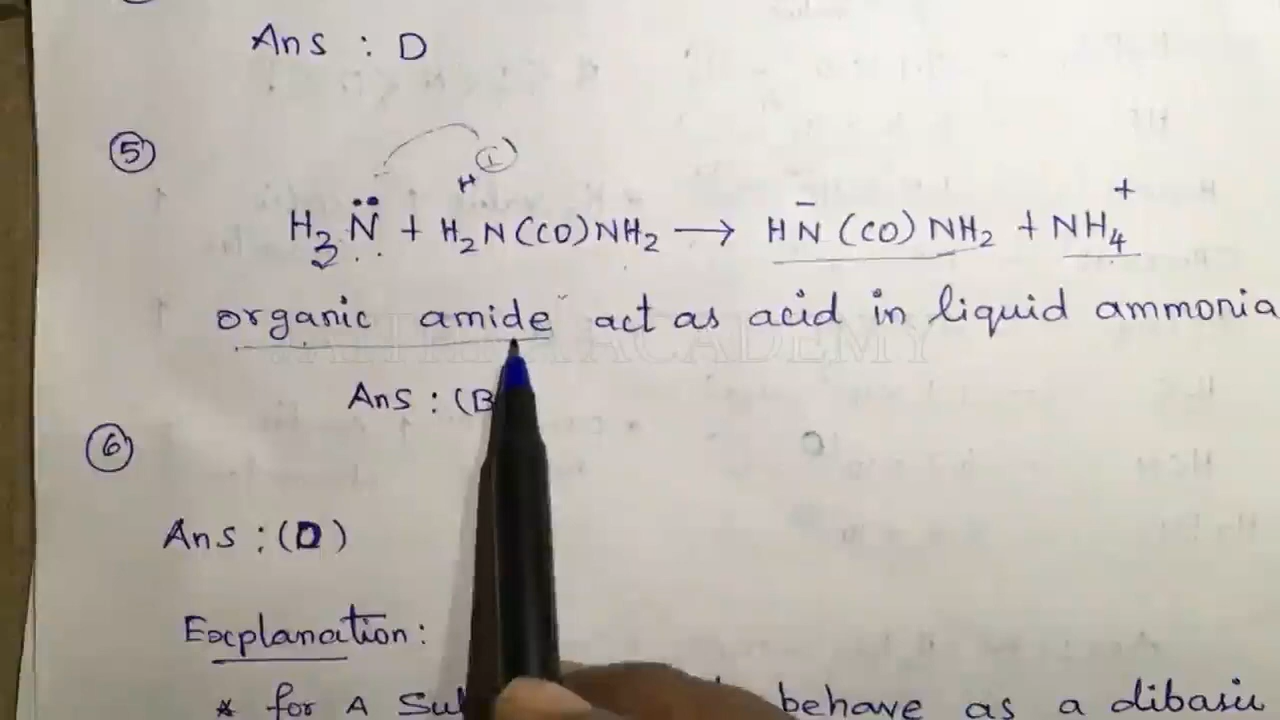 Ans : D
5
H
H3N̈ + H2N(CO)NH2 → HN̄ (CO) NH2 + NH4+
organic amide act as acid in liquid ammonia
ACADEMY
Ans : (B
6
Ans : (D)
Explanation:
* for A behave as a dibasic